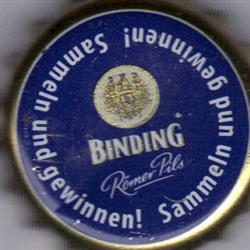 Sammeln und gewinnen!
Sammeln und gewinnen!
BINDING
Römer Pils